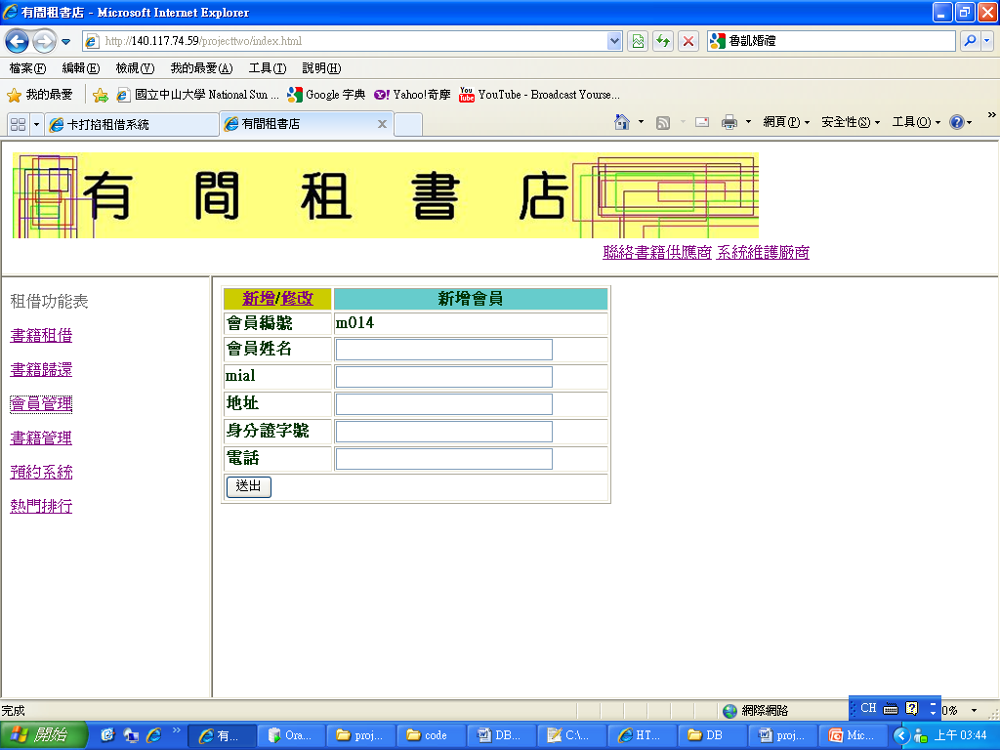 有間租書店 - Microsoft Internet Explorer
http://140.117.74.59/projecttwo/index.html
魯凱婚禮
檔案(F) 編輯(E) 檢視(V) 我的最愛(A) 工具(T) 說明(H)
我的最愛 國立中山大學 National Sun ... Google 字典 Yahoo!奇摩 YouTube - Broadcast Yourse...
卡打掐租借系統 有間租書店 網頁(P) 安全性(S) 工具(O) »
有間租書店
聯絡書籍供應商 系統維護廠商
租借功能表
書籍租借
書籍歸還
會員管理
書籍管理
預約系統
熱門排行
新增/修改 新增會員
會員編號 m014
會員姓名
mial
地址
身分證字號
電話
送出
完成 網際網路 CH 0%
開始 » 有... Ora... proj... code DB... C:\... HT... DB proj... Mic... 上午 03:44